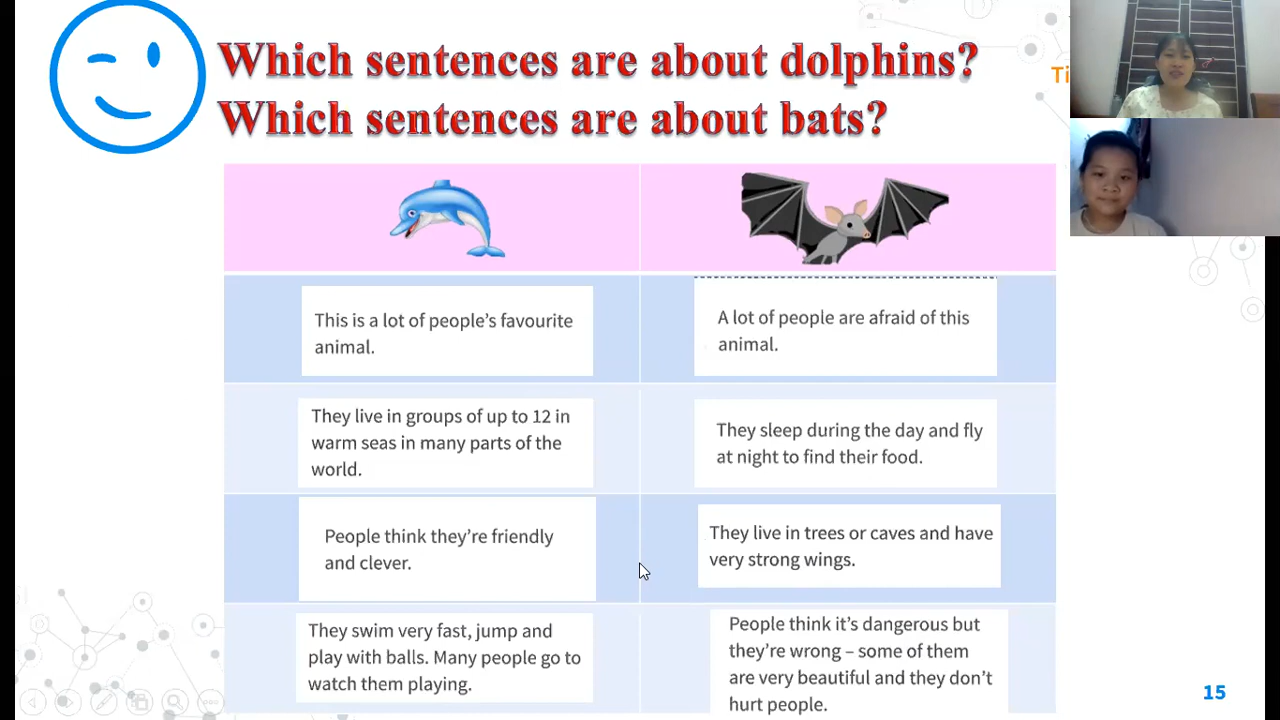 Which sentences are about dolphins?
Which sentences are about bats?
Ti
This is a lot of people's favourite
animal.
A lot of people are afraid of this
animal.
They live in groups of up to 12 in
warm seas in many parts of the
world.
They sleep during the day and fly
at night to find their food.
People think they're friendly
and clever.
They live in trees or caves and have
very strong wings.
They swim very fast, jump and
play with balls. Many people go to
watch them playing.
People think it's dangerous but
they're wrong – some of them
are very beautiful and they don't
hurt people.
15